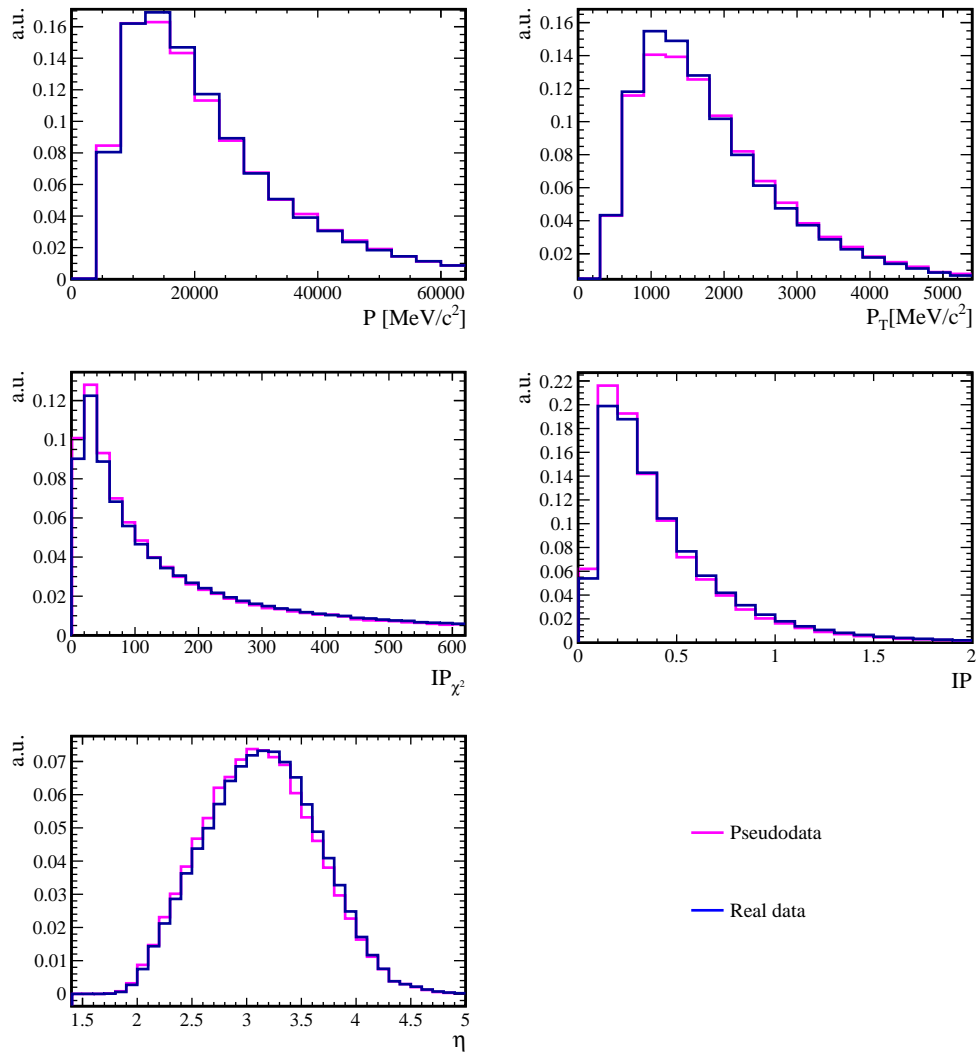 a.u.
0.16
0.14
0.12
0.1
0.08
0.06
0.04
0.02
0
0 20000 40000 60000
P [MeV/c²]
a.u.
0.16
0.14
0.12
0.1
0.08
0.06
0.04
0.02
0 1000 2000 3000 4000 5000
P_T[MeV/c²]
a.u.
0.12
0.1
0.08
0.06
0.04
0.02
0
0 100 200 300 400 500 600
IP_χ²
a.u.
0.22
0.2
0.18
0.16
0.14
0.12
0.1
0.08
0.06
0.04
0.02
0
0 0.5 1 1.5 2
IP
a.u.
0.07
0.06
0.05
0.04
0.03
0.02
0.01
0
1.5 2 2.5 3 3.5 4 4.5 5
η
Pseudodata
Real data